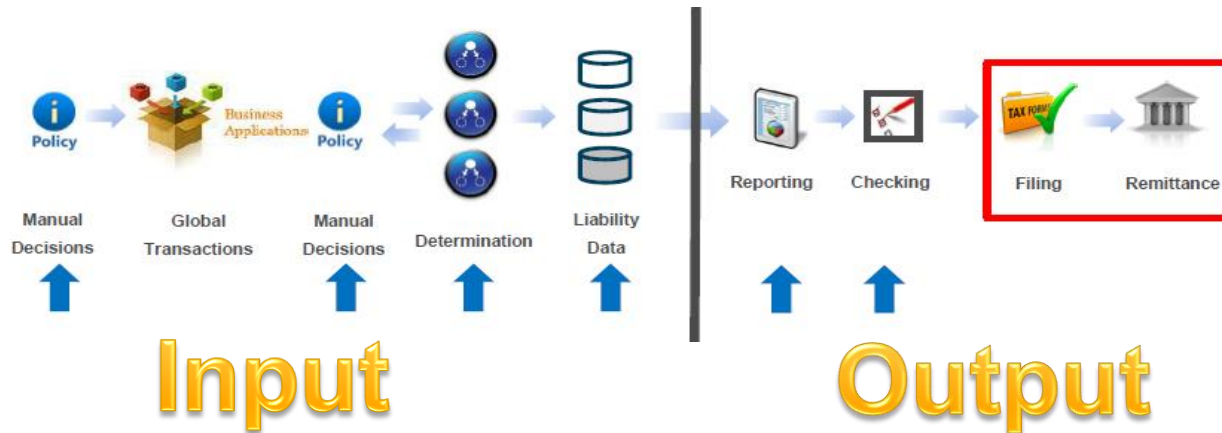 Policy
Business
Applications
Policy
TAX FORMS
Manual
Decisions
Global
Transactions
Manual
Decisions
Determination
Liability
Data
Reporting
Checking
Filing
Remittance
Input
Output